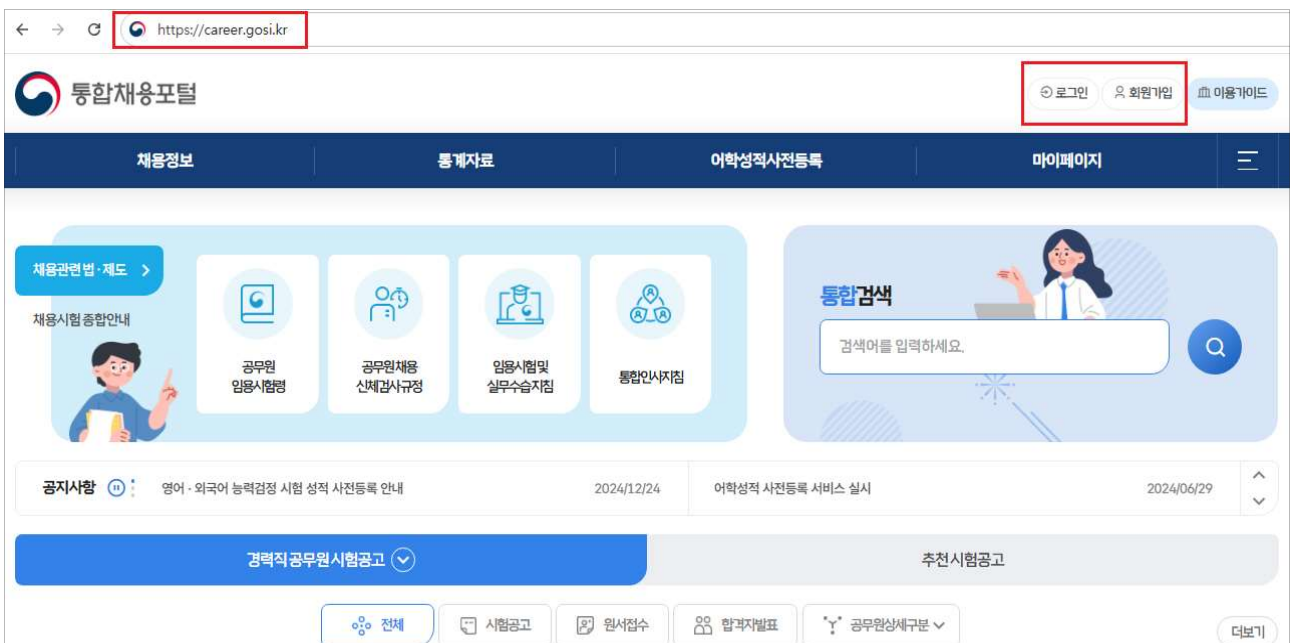 https://career.gosi.kr
통합채용포털
로그인 회원가입 이용가이드
채용정보 통계자료 어학성적사전등록 마이페이지
채용관련 법·제도
채용시험 종합안내
공무원
임용시험령
공무원채용
신체검사규정
임용시험 및
실무수습지침
통합인사지침
통합검색
검색어를 입력하세요.
공지사항 영어·외국어 능력검정 시험 성적 사전등록 안내 2024/12/24 어학성적 사전등록 서비스 실시 2024/06/29
경력직공무원시험공고 추천시험공고
전체 시험공고 원서접수 합격자발표 공무원상세구분 더보기